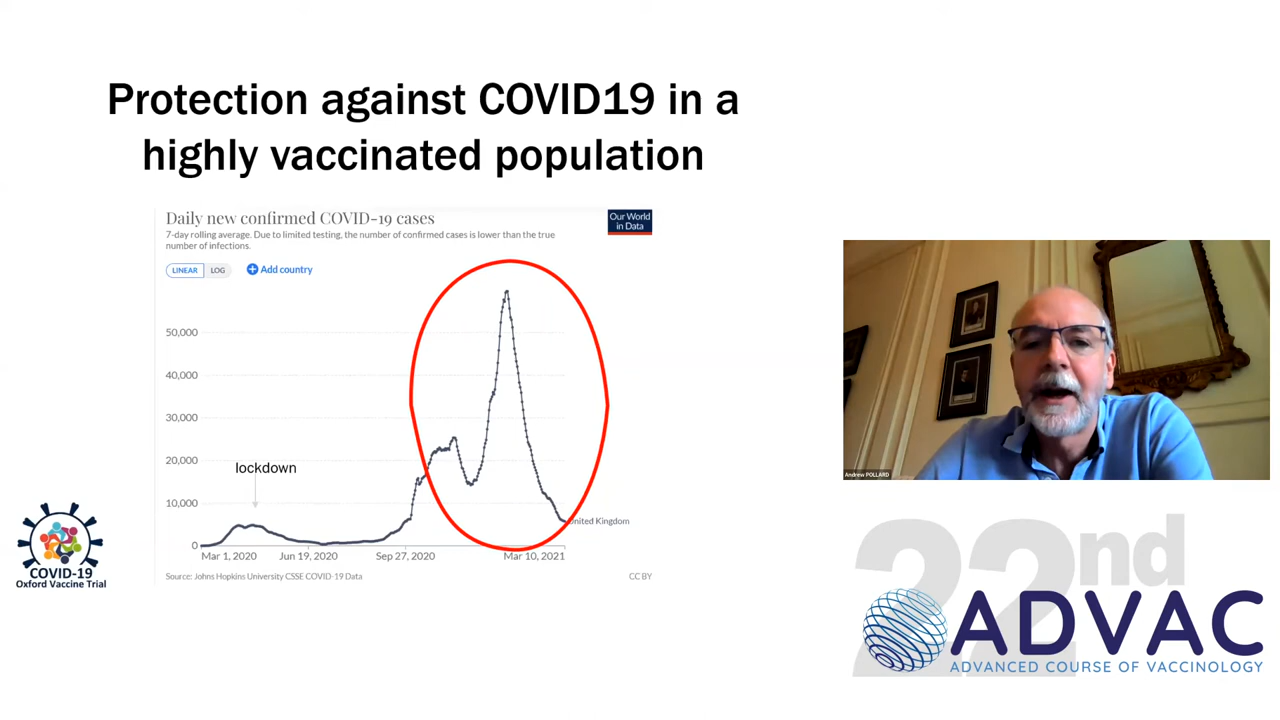 Protection against COVID19 in a
highly vaccinated population
Daily new confirmed COVID-19 cases
7-day rolling average. Due to limited testing, the number of confirmed cases is lower than the true
number of infections.
Our World
in Data
LINEAR LOG
Add country
50,000
40,000
30,000
20,000
10,000
0
lockdown
United Kingdom
Mar 1, 2020 Jun 19, 2020 Sep 27, 2020 Mar 10, 2021
Source: Johns Hopkins University CSSE COVID-19 Data
CC BY
COVID-19
Oxford Vaccine Trial
Andrew POLLARD
22nd
ADVAC
ADVANCED COURSE OF VACCINOLOGY